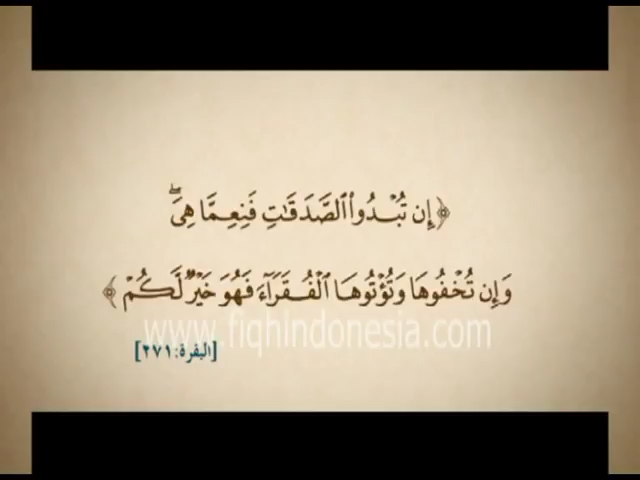 ﴿إِن تُبْدُوا۟ ٱلصَّدَقَـٰتِ فَنِعِمَّا هِىَ ۖ
وَإِن تُخْفُوهَا وَتُؤْتُوهَا ٱلْفُقَرَآءَ فَهُوَ خَيْرٌ لَّكُمْ﴾
www.fiqhindonesia.com
[البقرة: ٢٧١]